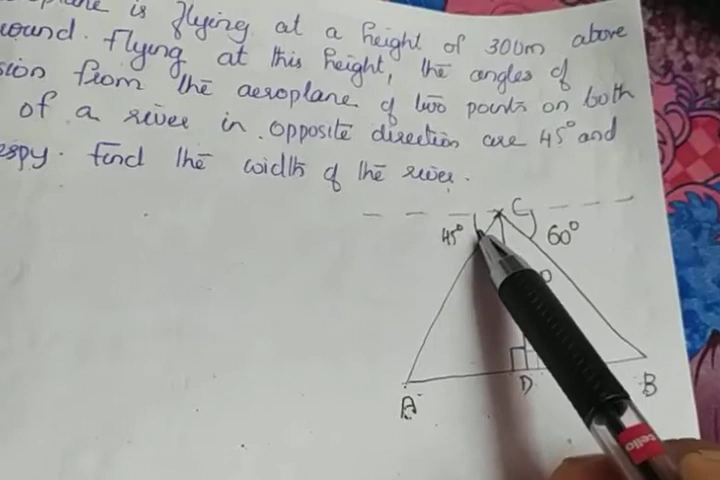 is flying at a height of 300m above
flying at this height, the angles of
from the aeroplane of two points on both
of a river in opposite direction are 45° and
find the width of the river.
C
45°
60°
A
D
B
cello